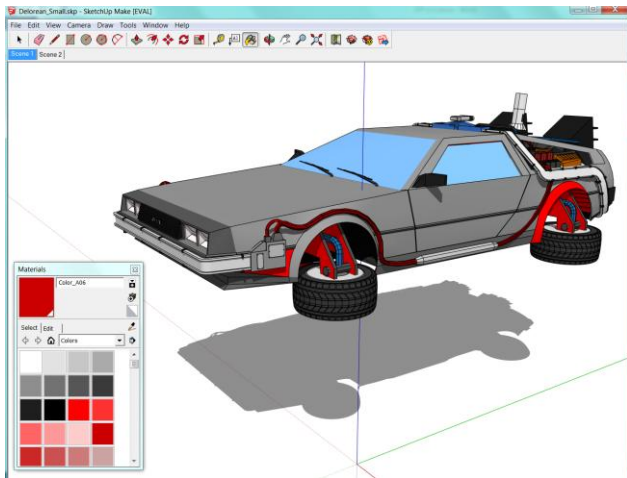 Delorean_Small.skp - SketchUp Make [EVAL]
File Edit View Camera Draw Tools Window Help
Scene 1 Scene 2
Materials
Color_A06
Select Edit
Colors